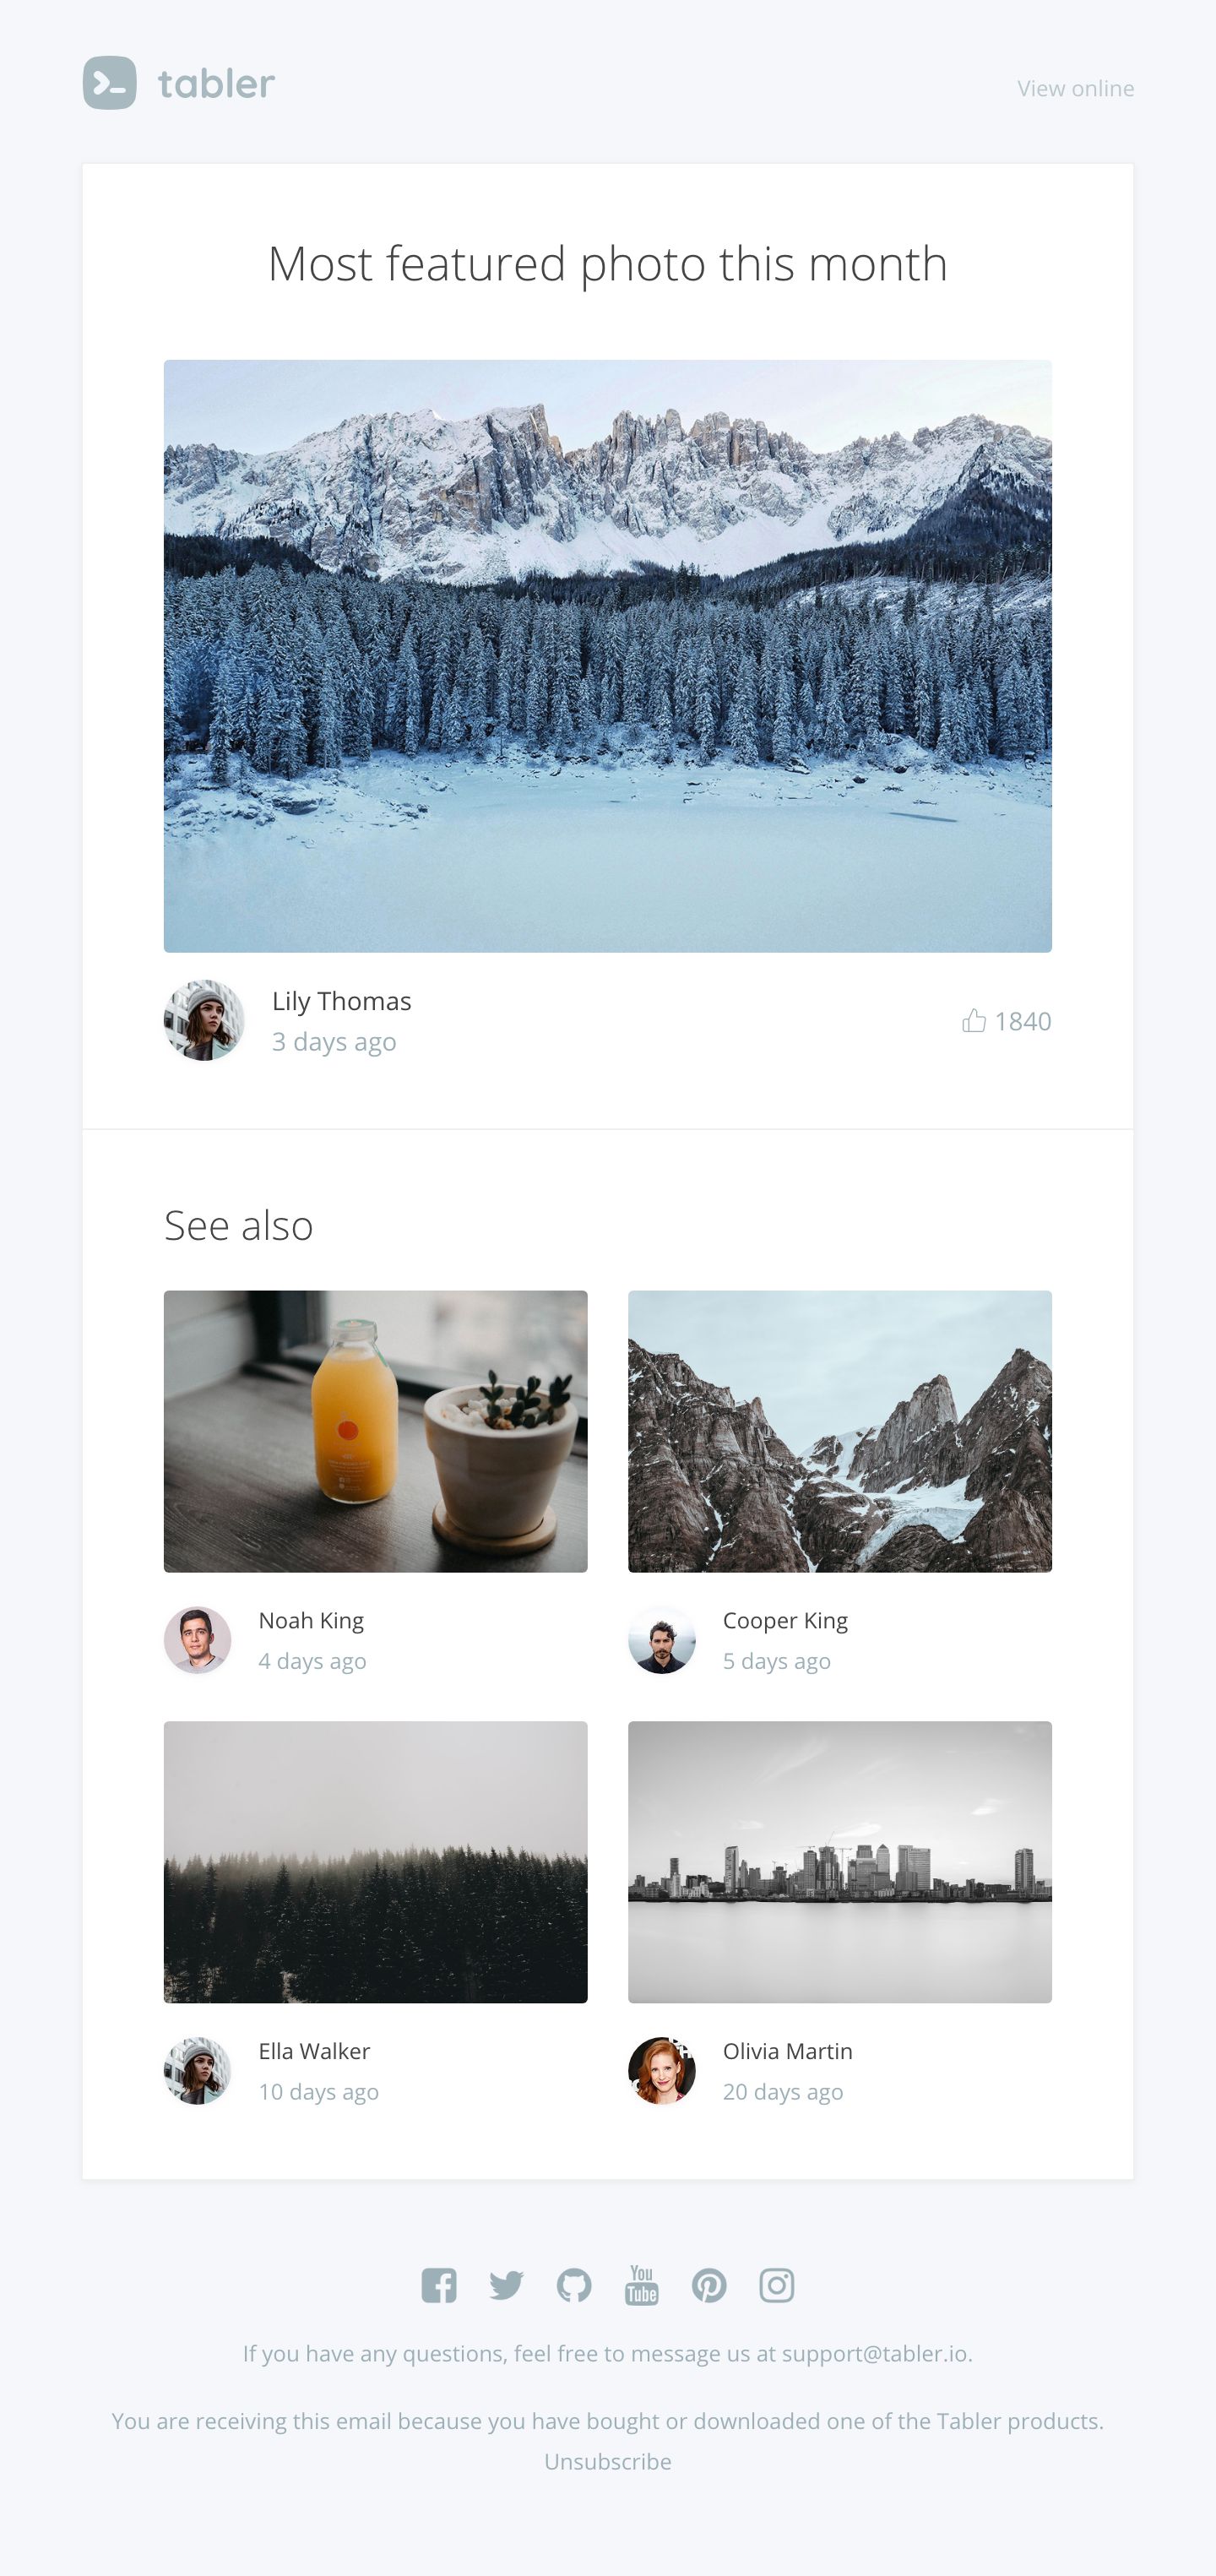 tabler
View online
Most featured photo this month
Lily Thomas
3 days ago
1840
See also
Noah King
4 days ago
Cooper King
5 days ago
Ella Walker
10 days ago
Olivia Martin
20 days ago
You
Tube
If you have any questions, feel free to message us at support@tabler.io.
You are receiving this email because you have bought or downloaded one of the Tabler products.
Unsubscribe